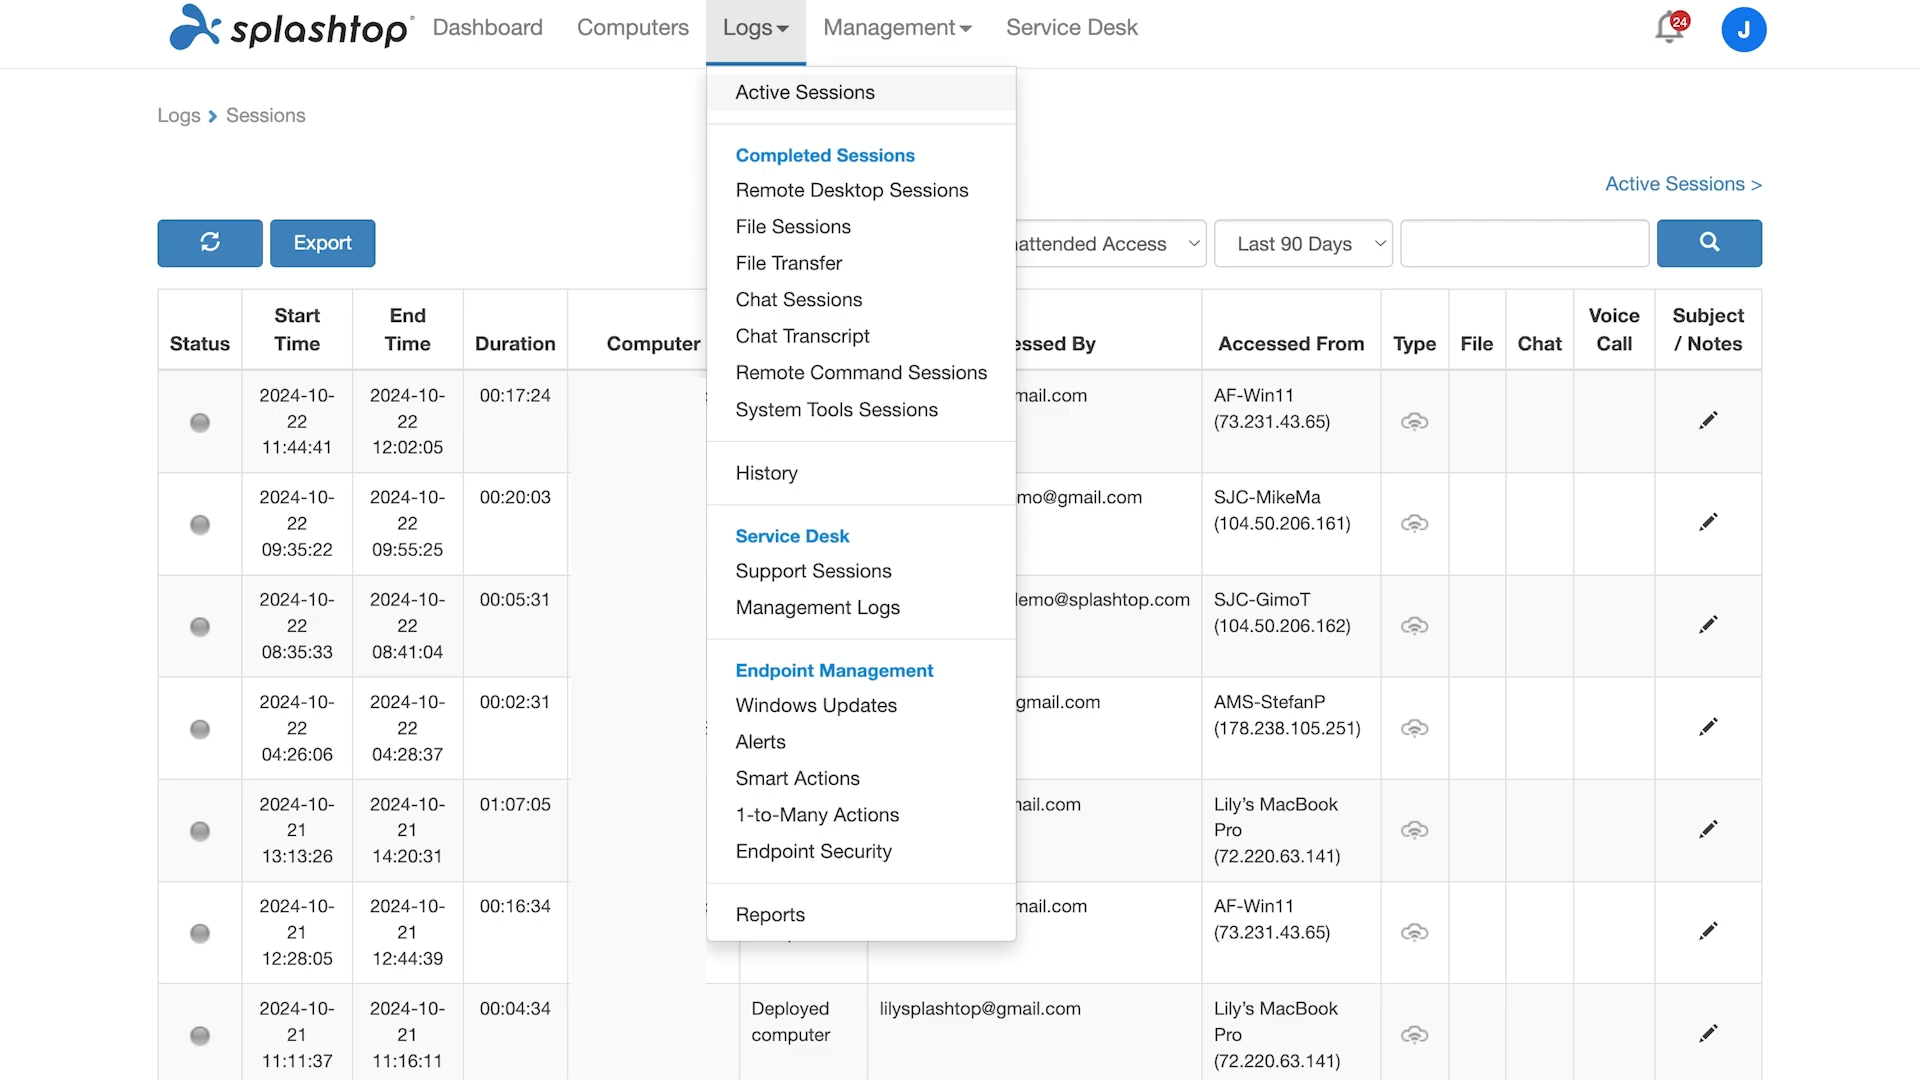 splashtop
Dashboard
Computers
Logs
Management
Service Desk
24
J
Logs > Sessions
Active Sessions
Completed Sessions
Remote Desktop Sessions
File Sessions
File Transfer
Chat Sessions
Chat Transcript
Remote Command Sessions
System Tools Sessions
History
Service Desk
Support Sessions
Management Logs
Endpoint Management
Windows Updates
Alerts
Smart Actions
1-to-Many Actions
Endpoint Security
Reports
Active Sessions >
Export
attended Access
Last 90 Days
Status
Start
Time
End
Time
Duration
Computer
essed By
Accessed From
Type
File
Chat
Voice
Call
Subject
/ Notes
2024-10-
22
11:44:41
2024-10-
22
12:02:05
00:17:24
mail.com
AF-Win11
(73.231.43.65)
2024-10-
22
09:35:22
2024-10-
22
09:55:25
00:20:03
mo@gmail.com
SJC-MikeMa
(104.50.206.161)
2024-10-
22
08:35:33
2024-10-
22
08:41:04
00:05:31
emo@splashtop.com
SJC-GimoT
(104.50.206.162)
2024-10-
22
04:26:06
2024-10-
22
04:28:37
00:02:31
gmail.com
AMS-StefanP
(178.238.105.251)
2024-10-
21
13:13:26
2024-10-
21
14:20:31
01:07:05
ail.com
Lily's MacBook
Pro
(72.220.63.141)
2024-10-
21
12:28:05
2024-10-
21
12:44:39
00:16:34
mail.com
AF-Win11
(73.231.43.65)
2024-10-
21
11:11:37
2024-10-
21
11:16:11
00:04:34
Deployed
computer
lilysplashtop@gmail.com
Lily's MacBook
Pro
(72.220.63.141)